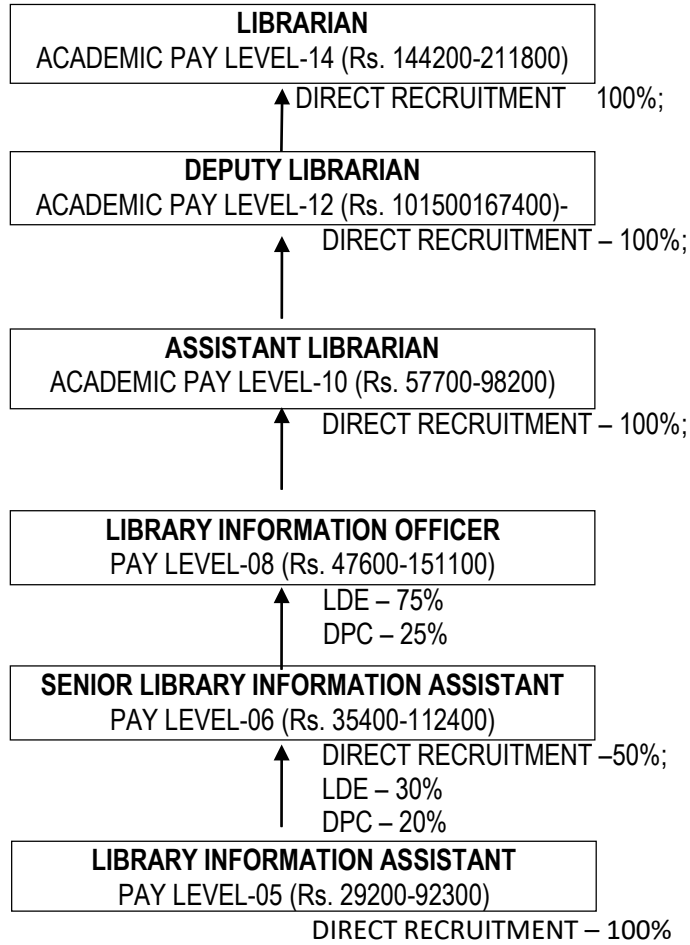 LIBRARIAN
ACADEMIC PAY LEVEL-14 (Rs. 144200-211800)
DIRECT RECRUITMENT 100%;
DEPUTY LIBRARIAN
ACADEMIC PAY LEVEL-12 (Rs. 101500167400)-
DIRECT RECRUITMENT – 100%;
ASSISTANT LIBRARIAN
ACADEMIC PAY LEVEL-10 (Rs. 57700-98200)
DIRECT RECRUITMENT – 100%;
LIBRARY INFORMATION OFFICER
PAY LEVEL-08 (Rs. 47600-151100)
LDE – 75%
DPC – 25%
SENIOR LIBRARY INFORMATION ASSISTANT
PAY LEVEL-06 (Rs. 35400-112400)
DIRECT RECRUITMENT –50%;
LDE – 30%
DPC – 20%
LIBRARY INFORMATION ASSISTANT
PAY LEVEL-05 (Rs. 29200-92300)
DIRECT RECRUITMENT – 100%